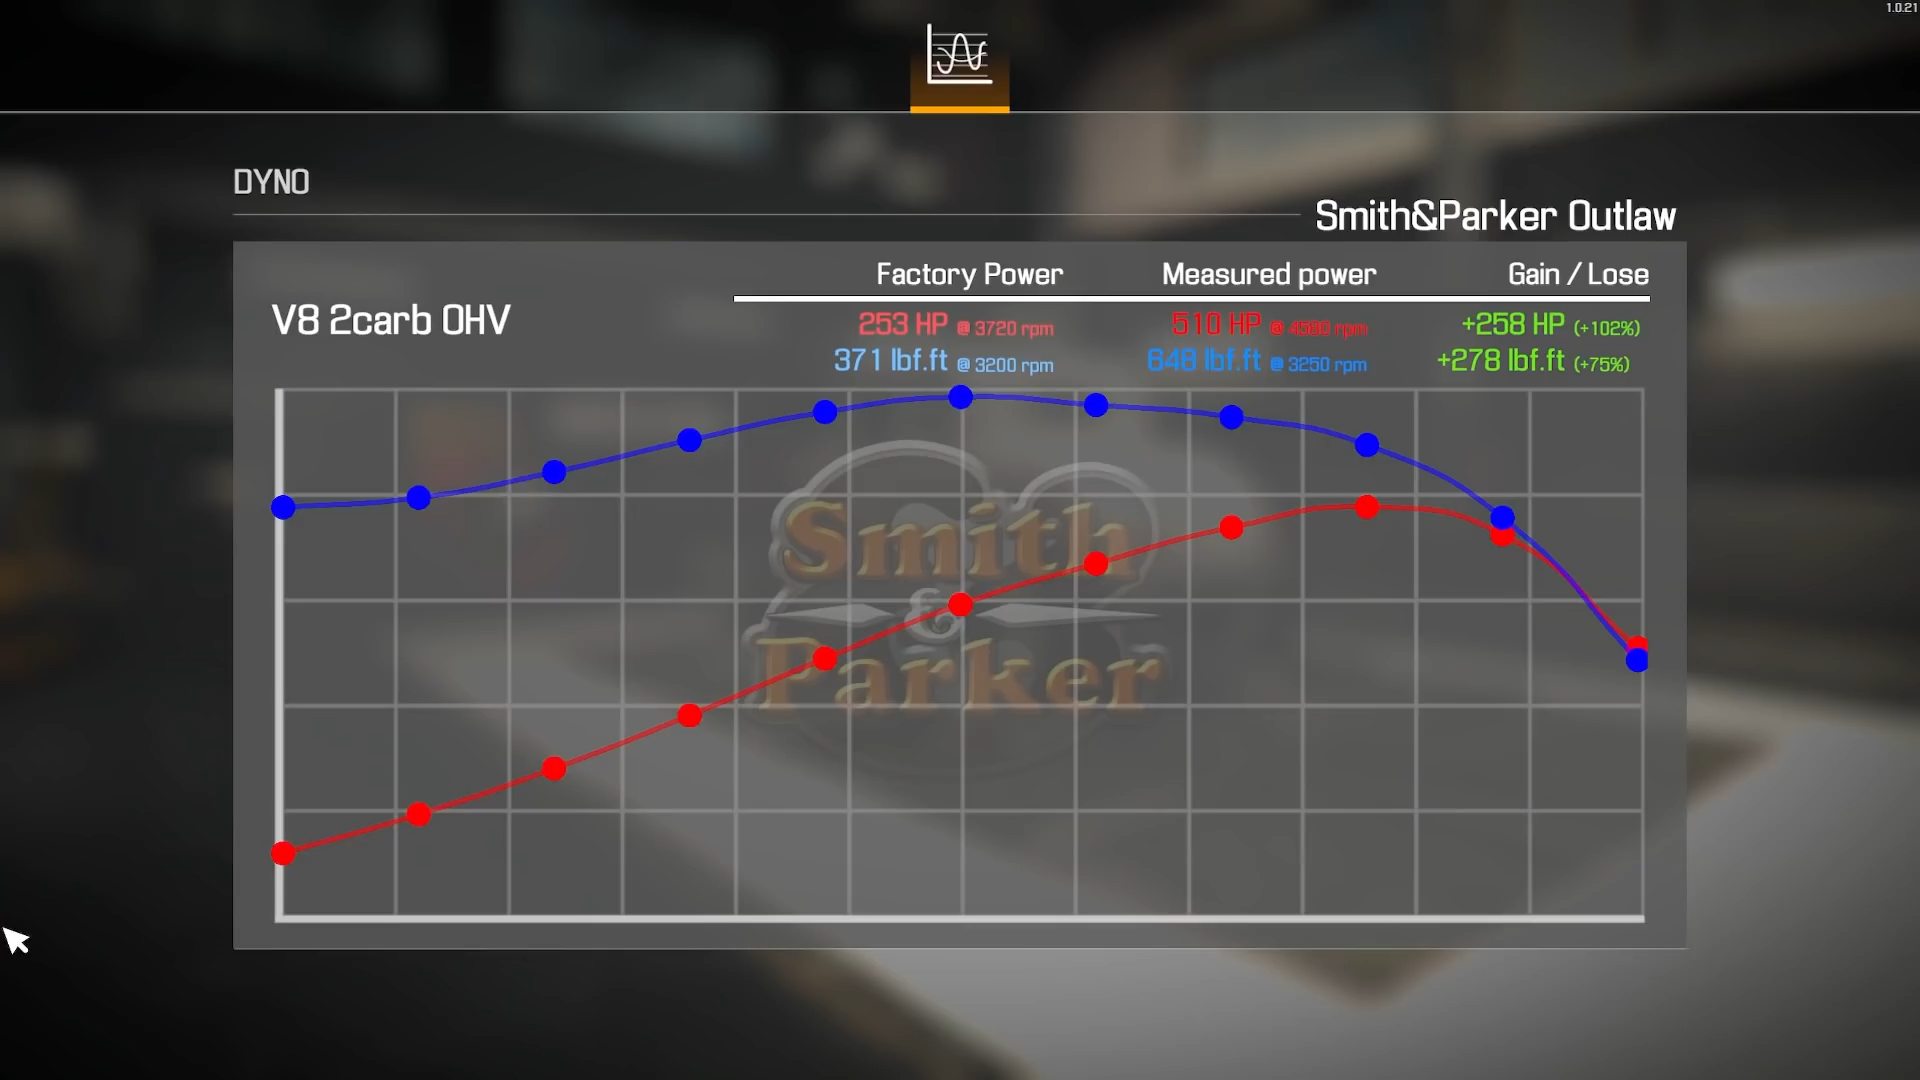 1.0.21
DYNO
Smith&Parker Outlaw
Factory Power Measured power Gain / Lose
V8 2carb OHV
253 HP @ 3720 rpm 510 HP @ 4580 rpm +258 HP (+102%)
371 lbf.ft @ 3200 rpm 648 lbf.ft @ 3250 rpm +278 lbf.ft (+75%)
Smith
&
Parker